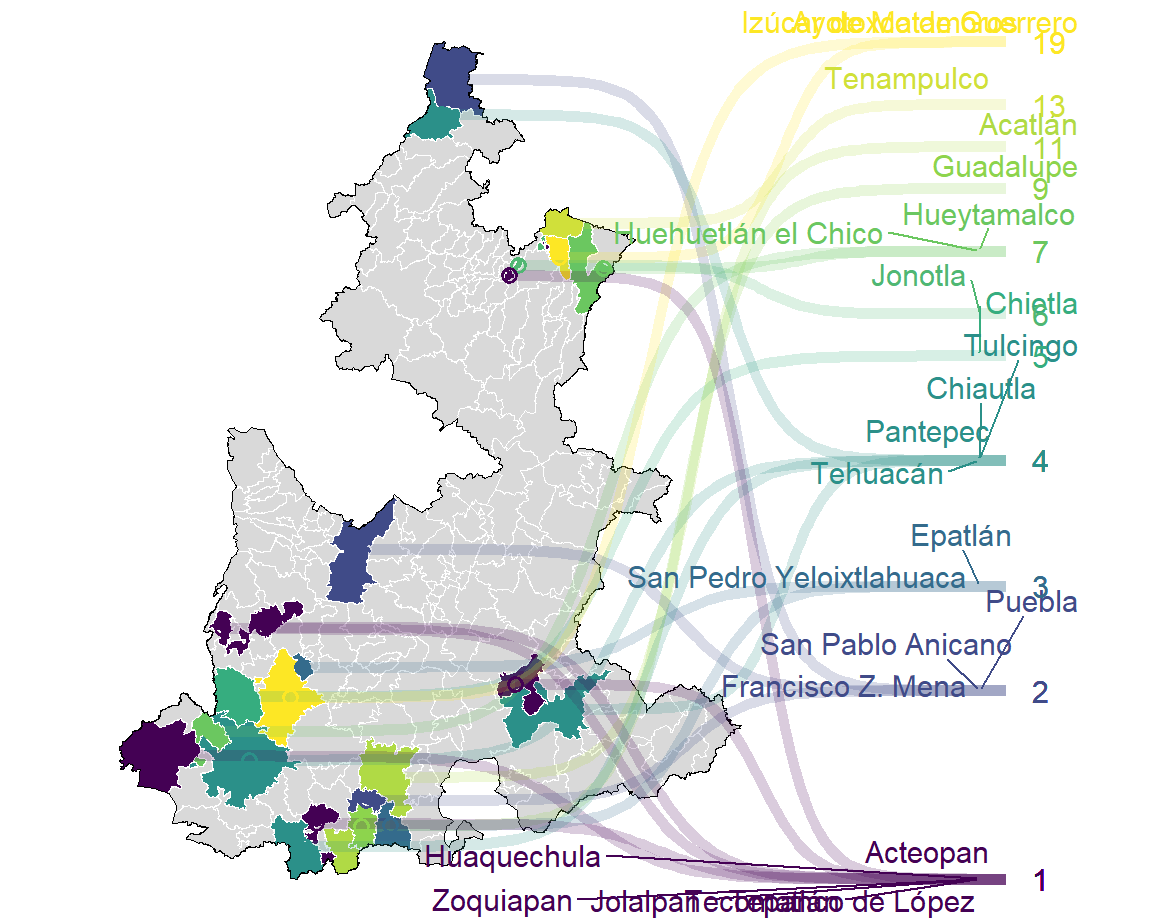 Izúcar de Matamoros
Ayotoxco de Guerrero
19
Tenampulco
13
Acatlán
11
Guadalupe
9
Hueytamalco
Huehuetlán el Chico
7
Jonotla
Chietla
6
Tulcingo
5
Chiautla
Pantepec
4
Tehuacán
Epatlán
San Pedro Yeloixtlahuaca
3
Puebla
San Pablo Anicano
Francisco Z. Mena
2
Acteopan
Huaquechula
1
Zoquiapan
Jolalpan
Tecomatlán
Tepanco de López